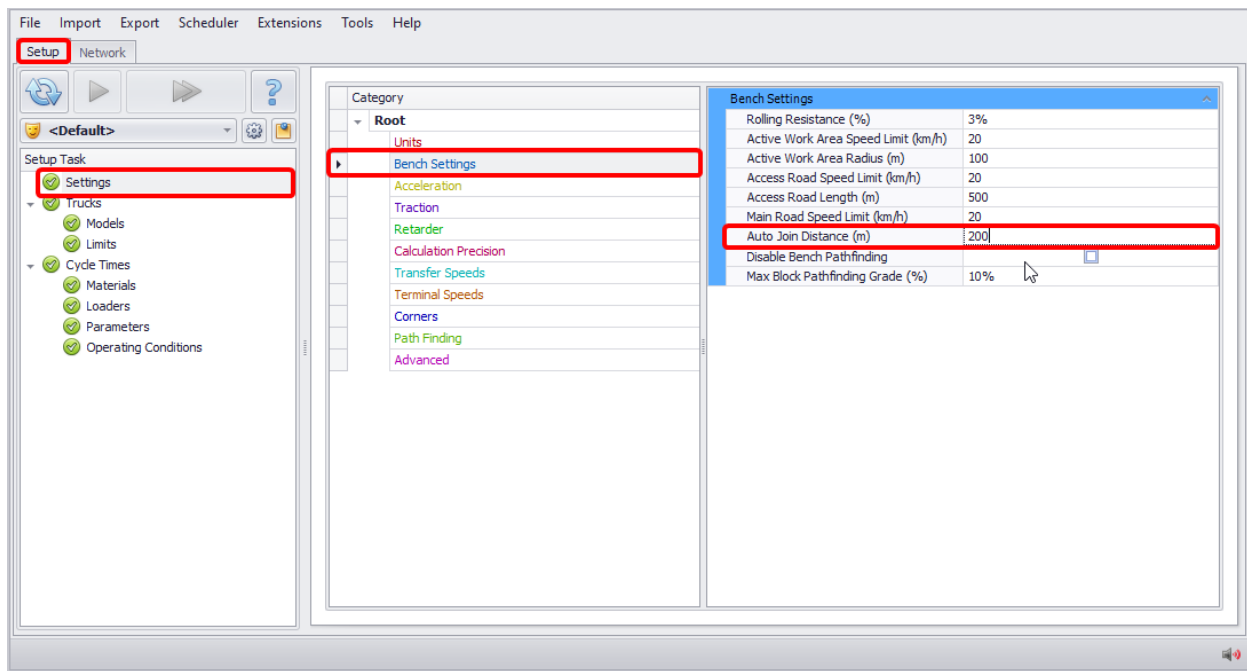 File Import Export Scheduler Extensions Tools Help
Setup Network
<Default>
Setup Task
Settings
Trucks
Models
Limits
Cycle Times
Materials
Loaders
Parameters
Operating Conditions
Category
Root
Units
Bench Settings
Acceleration
Traction
Retarder
Calculation Precision
Transfer Speeds
Terminal Speeds
Corners
Path Finding
Advanced
Bench Settings
Rolling Resistance (%) 3%
Active Work Area Speed Limit (km/h) 20
Active Work Area Radius (m) 100
Access Road Speed Limit (km/h) 20
Access Road Length (m) 500
Main Road Speed Limit (km/h) 20
Auto Join Distance (m) 200
Disable Bench Pathfinding
Max Block Pathfinding Grade (%) 10%